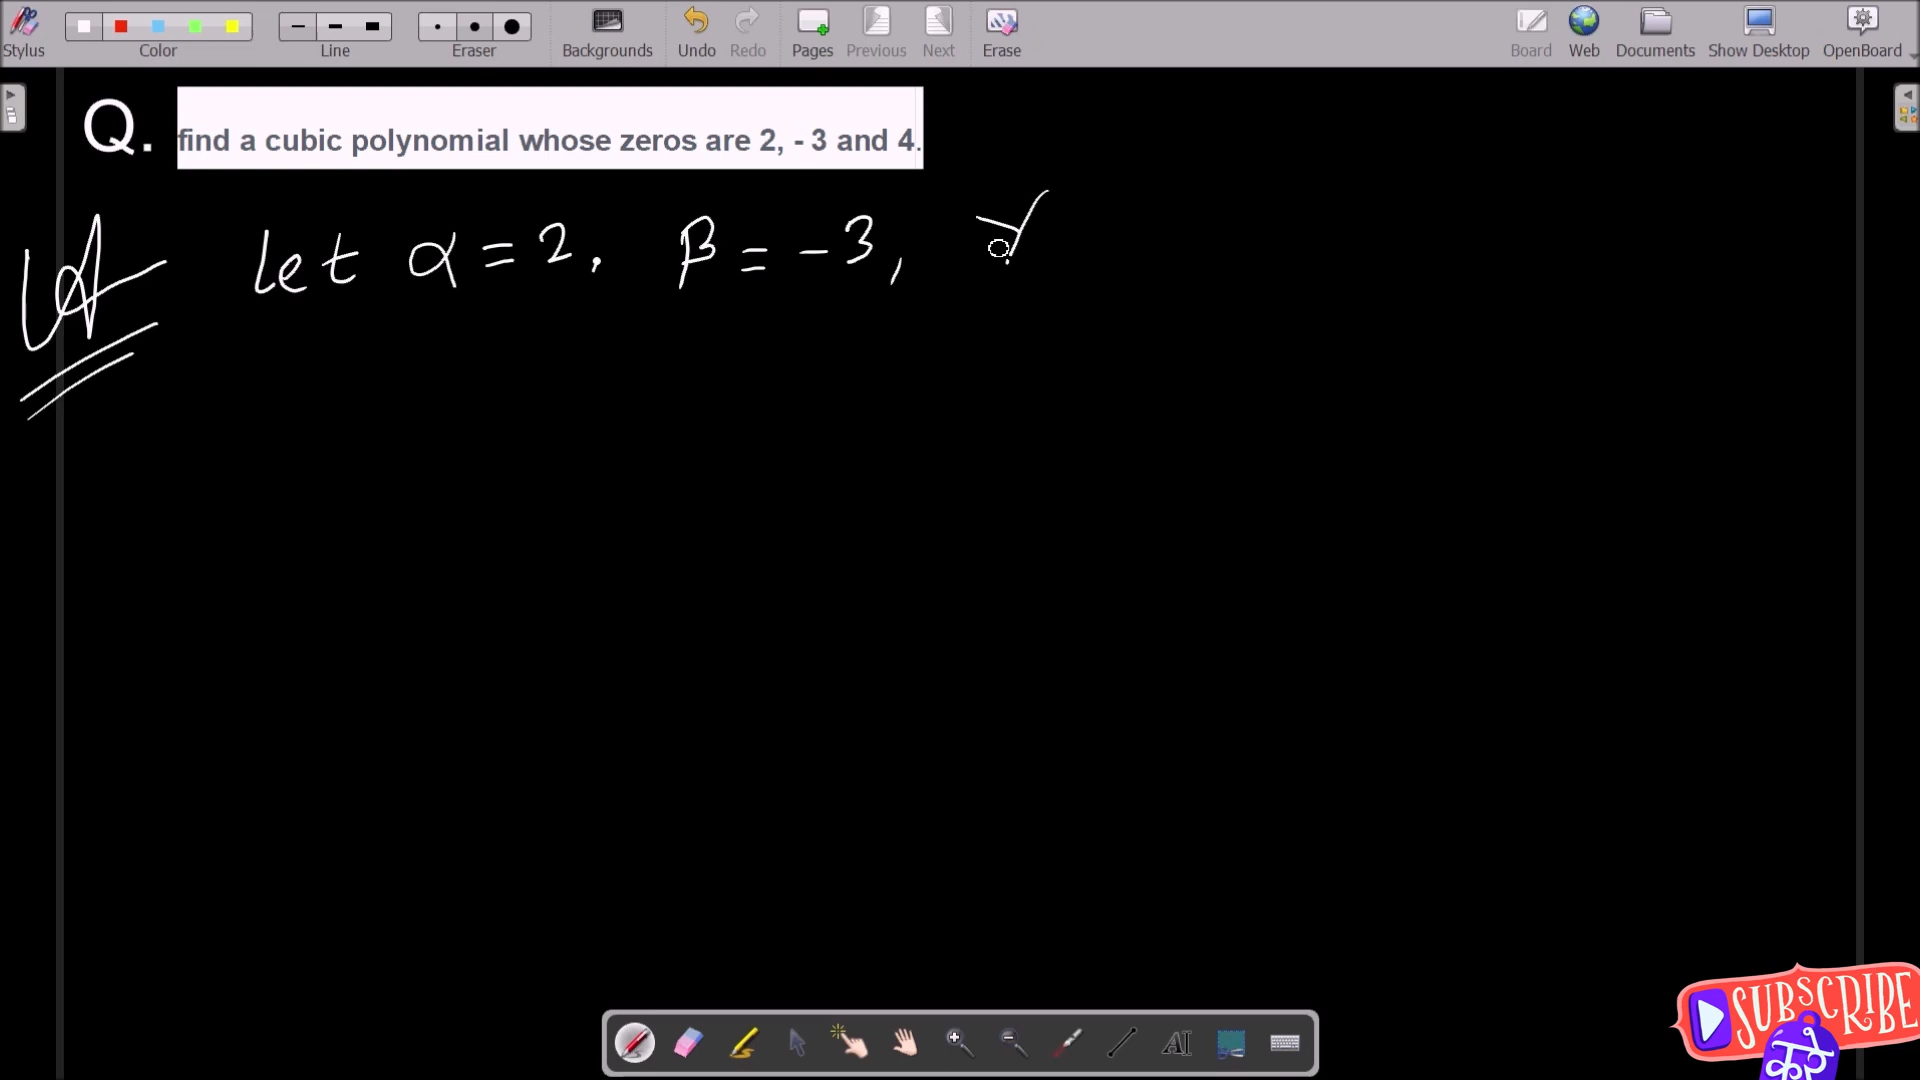 Stylus Color Line Eraser Backgrounds Undo Redo Pages Previous Next Erase Board Web Documents Show Desktop OpenBoard
Q. find a cubic polynomial whose zeros are 2, - 3 and 4.
let α = 2, β = -3, γ
SUBSCRIBE
करे